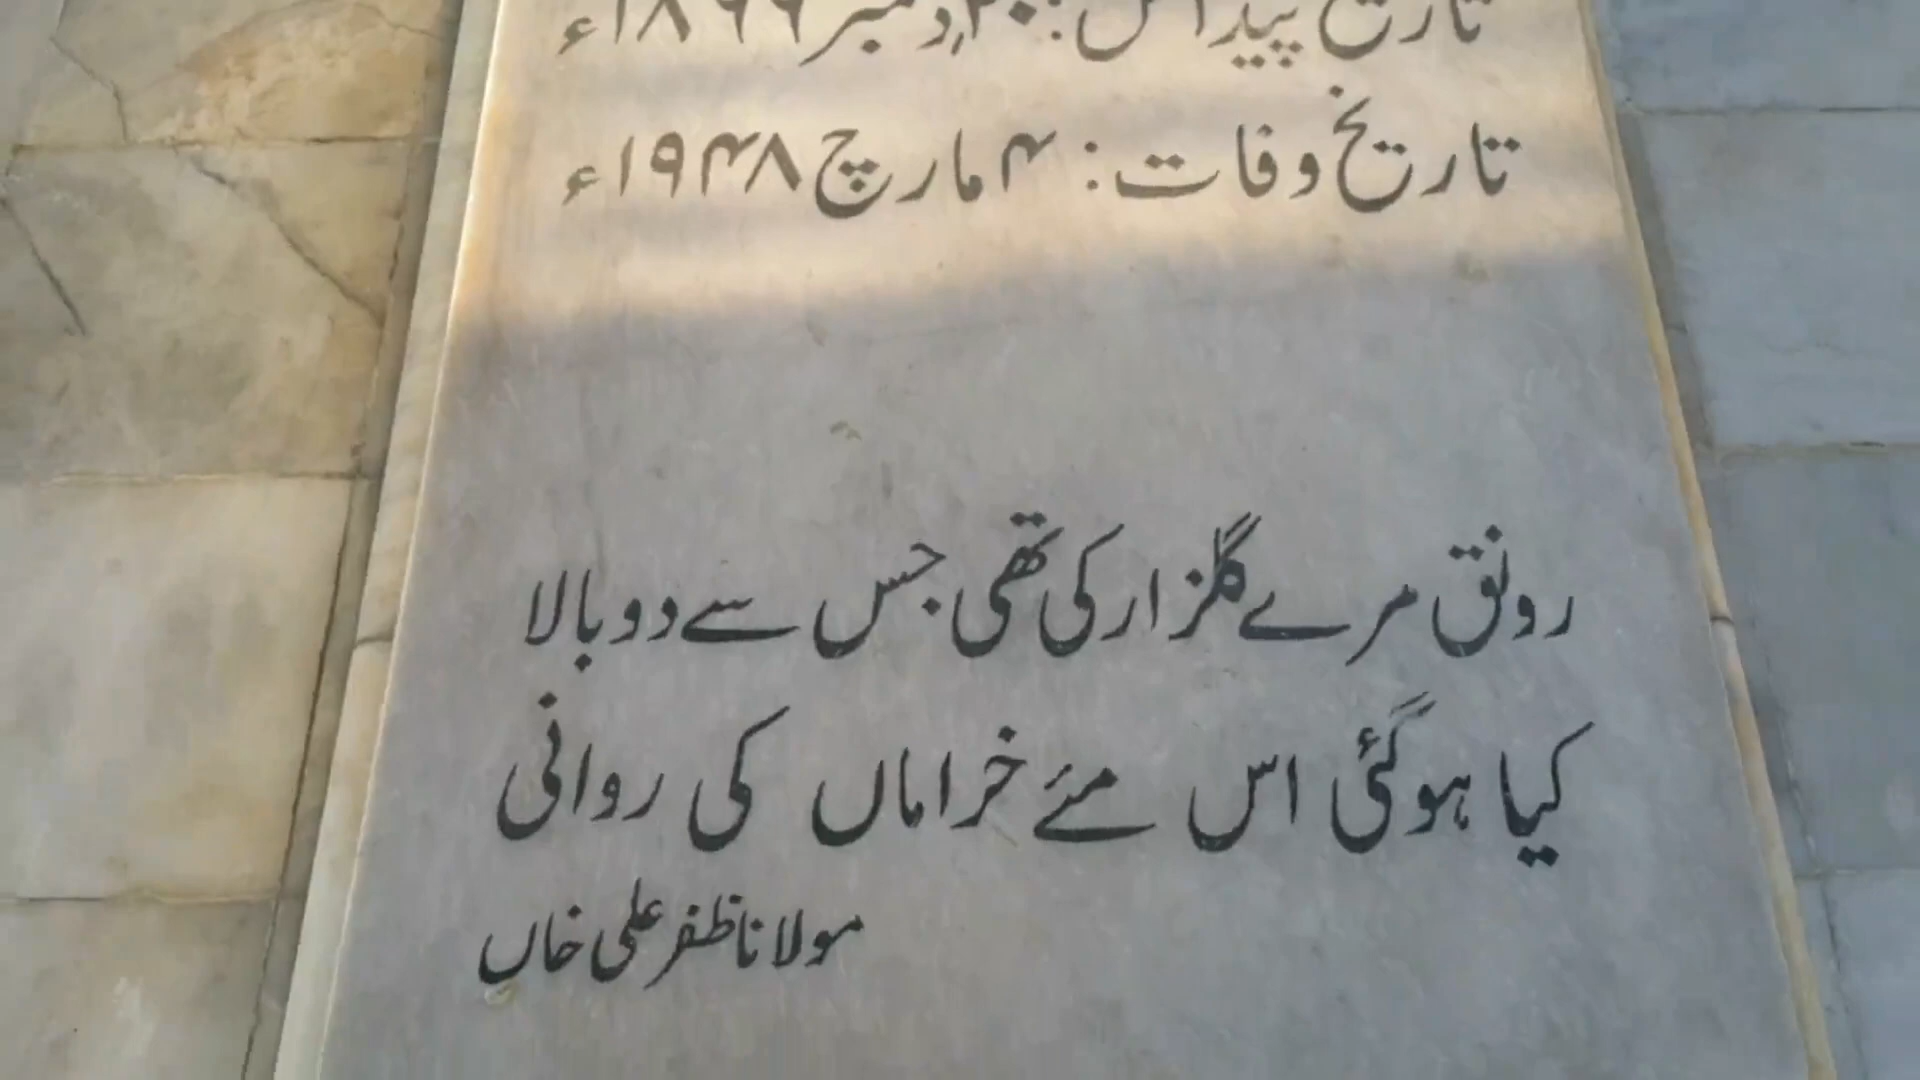 تاریخ پیدائش: ۲۰ دسمبر ۱۸۶۶ء
تاریخ وفات: ۴ مارچ ۱۹۴۸ء
رونق مرے گلزار کی تھی جس سے دوبالا
کیا ہوگئی اس مئے خراماں کی روانی
مولانا ظفر علی خاں